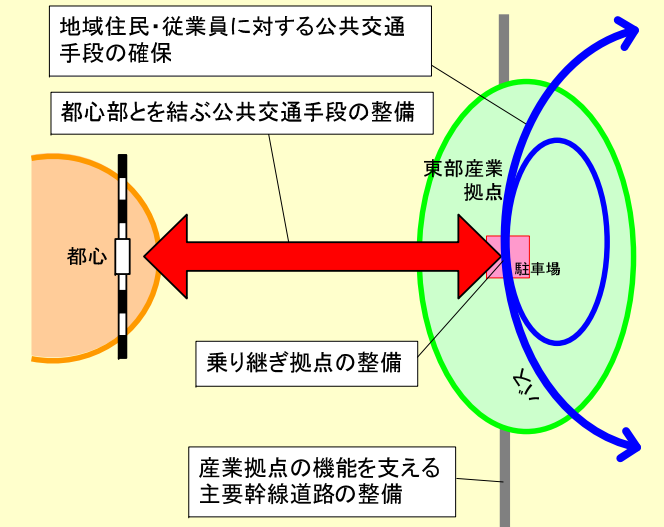 地域住民・従業員に対する公共交通
手段の確保
都心部とを結ぶ公共交通手段の整備
東部産業
拠点
都心
駐車場
乗り継ぎ拠点の整備
バス
産業拠点の機能を支える
主要幹線道路の整備